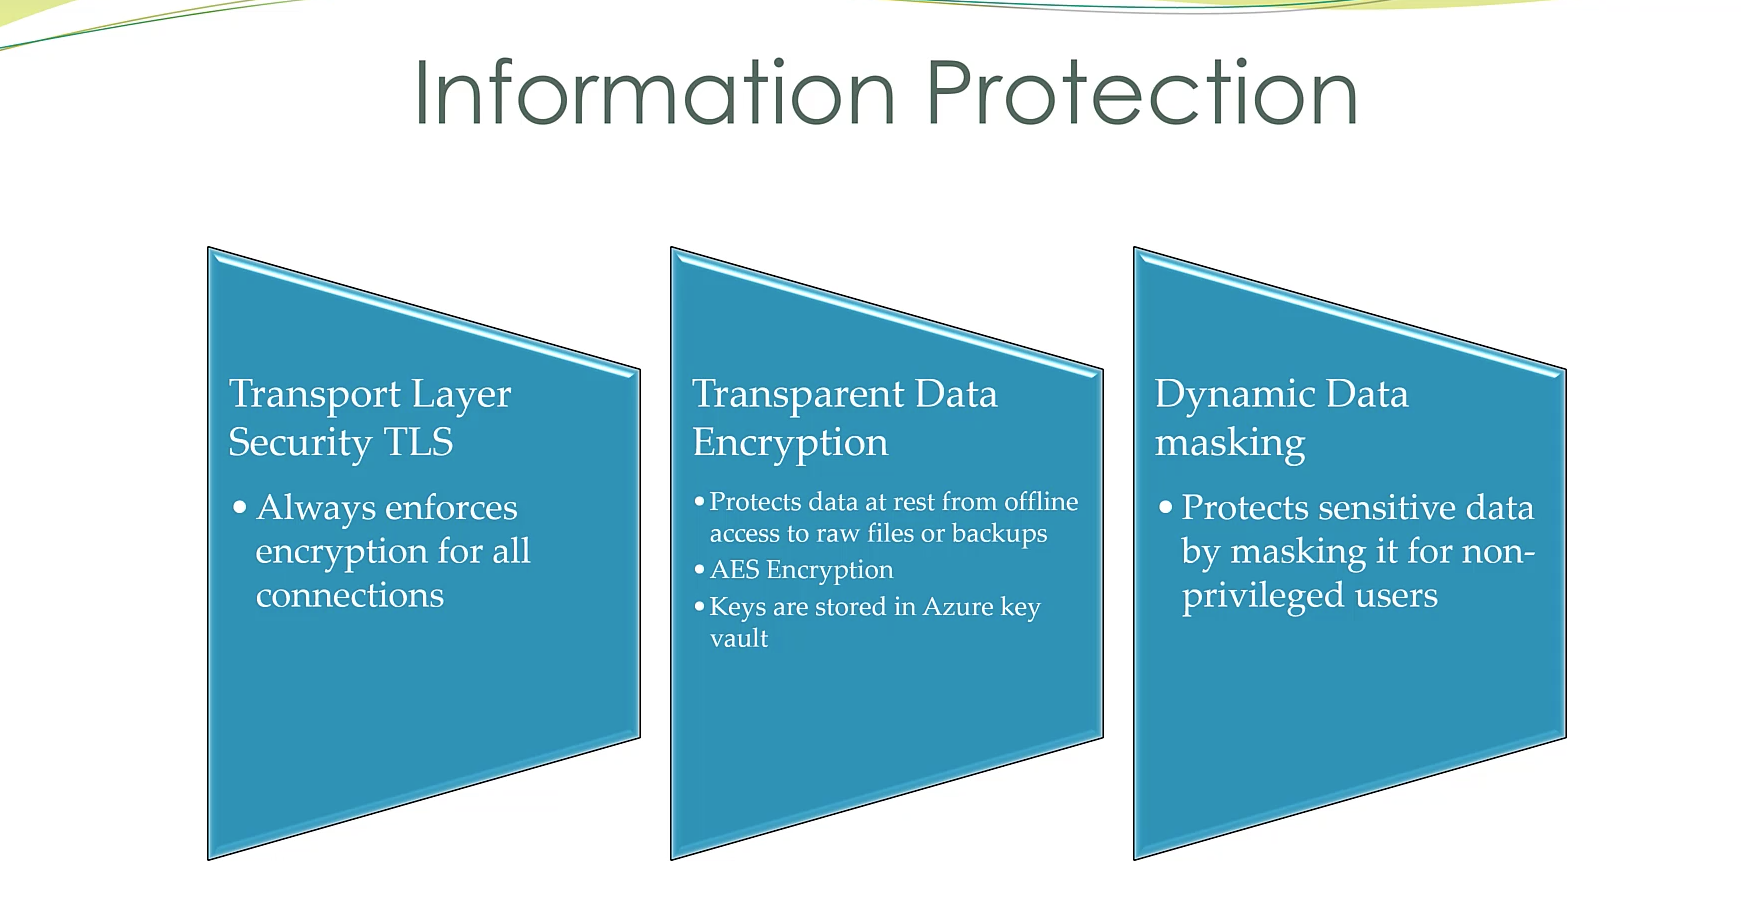 Information Protection
Transport Layer
Security TLS
• Always enforces
encryption for all
connections
Transparent Data
Encryption
• Protects data at rest from offline
access to raw files or backups
• AES Encryption
• Keys are stored in Azure key
vault
Dynamic Data
masking
• Protects sensitive data
by masking it for non-
privileged users